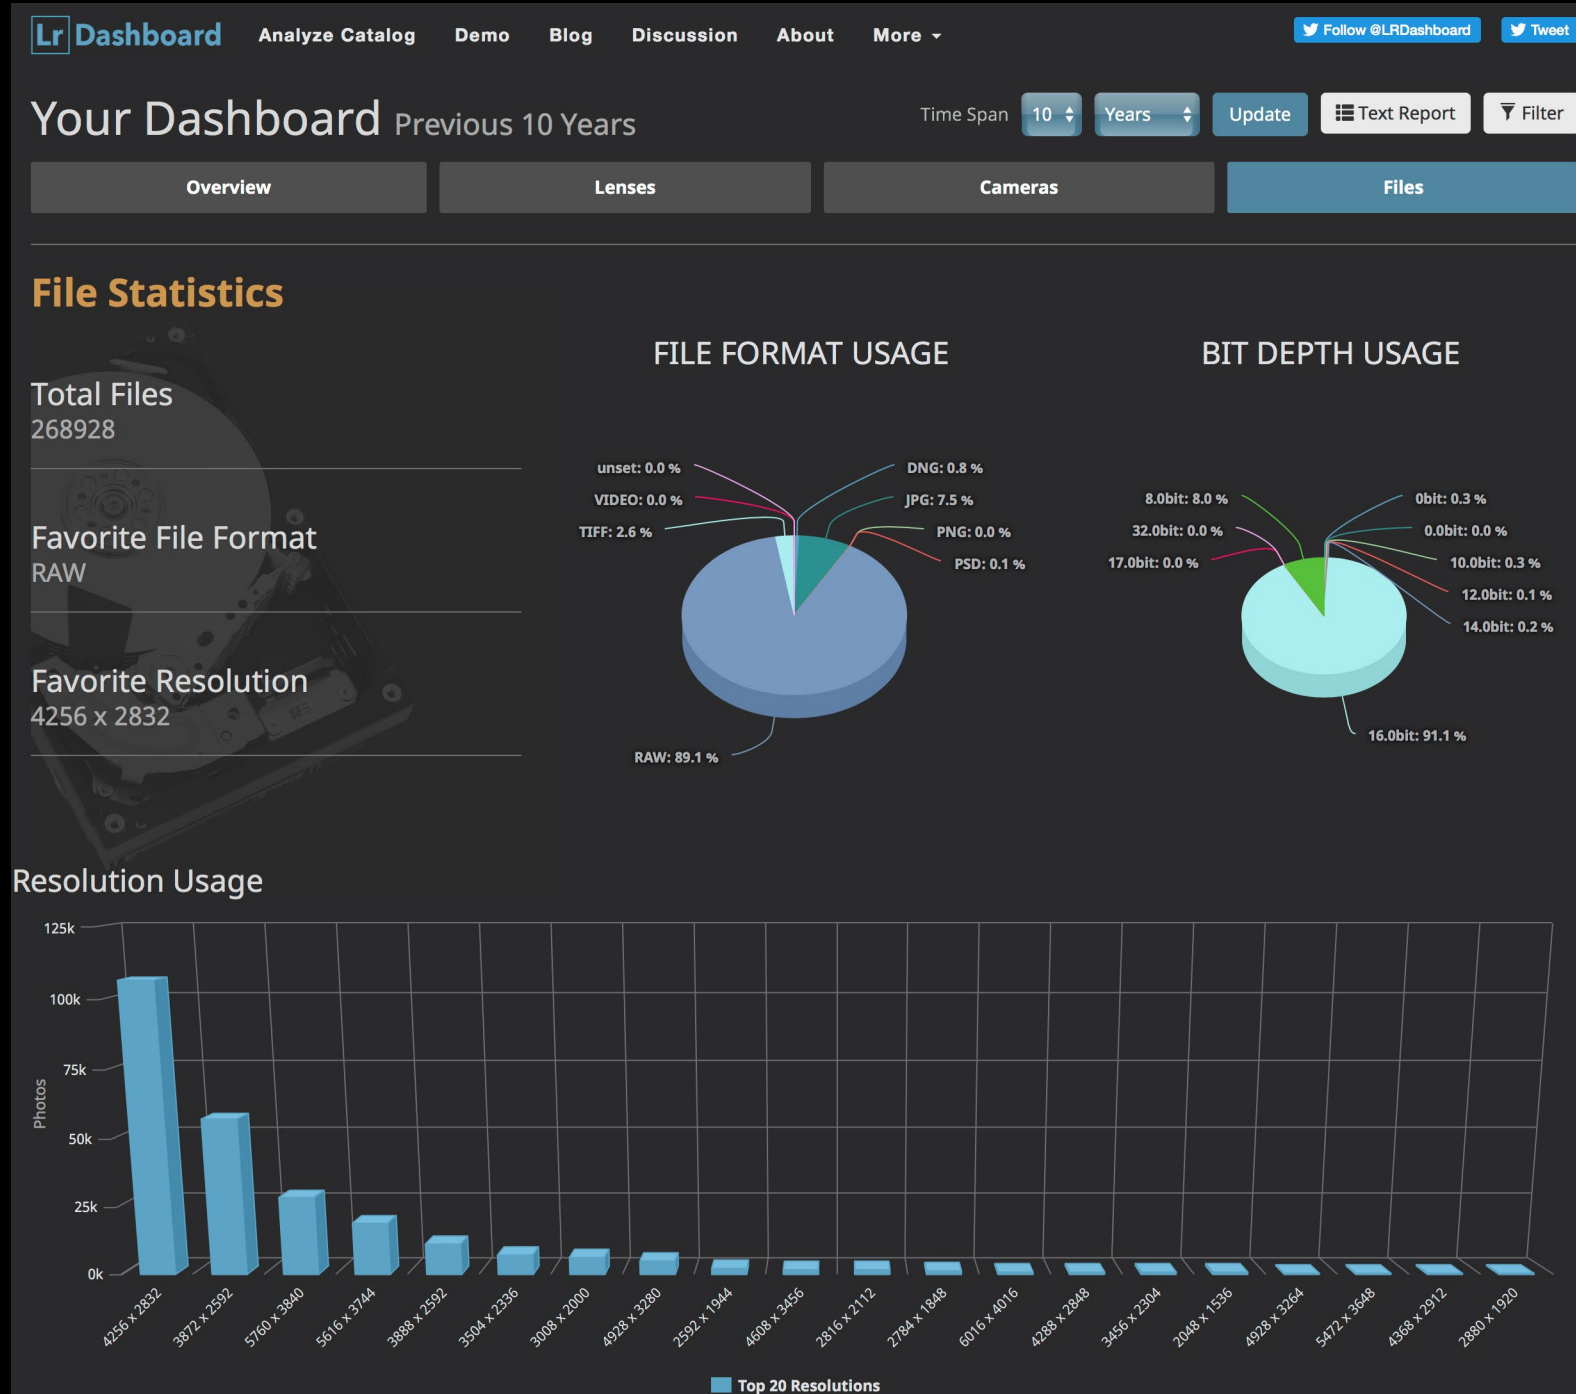 Lr Dashboard Analyze Catalog Demo Blog Discussion About More Follow @LRDashboard Tweet
Your Dashboard Previous 10 Years Time Span 10 Years Update Text Report Filter
Overview Lenses Cameras Files
File Statistics
Total Files
268928
Favorite File Format
RAW
Favorite Resolution
4256 x 2832
FILE FORMAT USAGE
unset: 0.0 %
VIDEO: 0.0 %
TIFF: 2.6 %
DNG: 0.8 %
JPG: 7.5 %
PNG: 0.0 %
PSD: 0.1 %
RAW: 89.1 %
BIT DEPTH USAGE
8.0bit: 8.0 %
32.0bit: 0.0 %
17.0bit: 0.0 %
0bit: 0.3 %
0.0bit: 0.0 %
10.0bit: 0.3 %
12.0bit: 0.1 %
14.0bit: 0.2 %
16.0bit: 91.1 %
Resolution Usage
125k
100k
75k
50k
25k
0k
Photos
4256 x 2832
3872 x 2592
5760 x 3840
5616 x 3744
3888 x 2592
3504 x 2336
3008 x 2000
4928 x 3280
2592 x 1944
4608 x 3456
2816 x 2112
2784 x 1848
6016 x 4016
4288 x 2848
3456 x 2304
2048 x 1536
4928 x 3264
5472 x 3648
4368 x 2912
2880 x 1920
Top 20 Resolutions